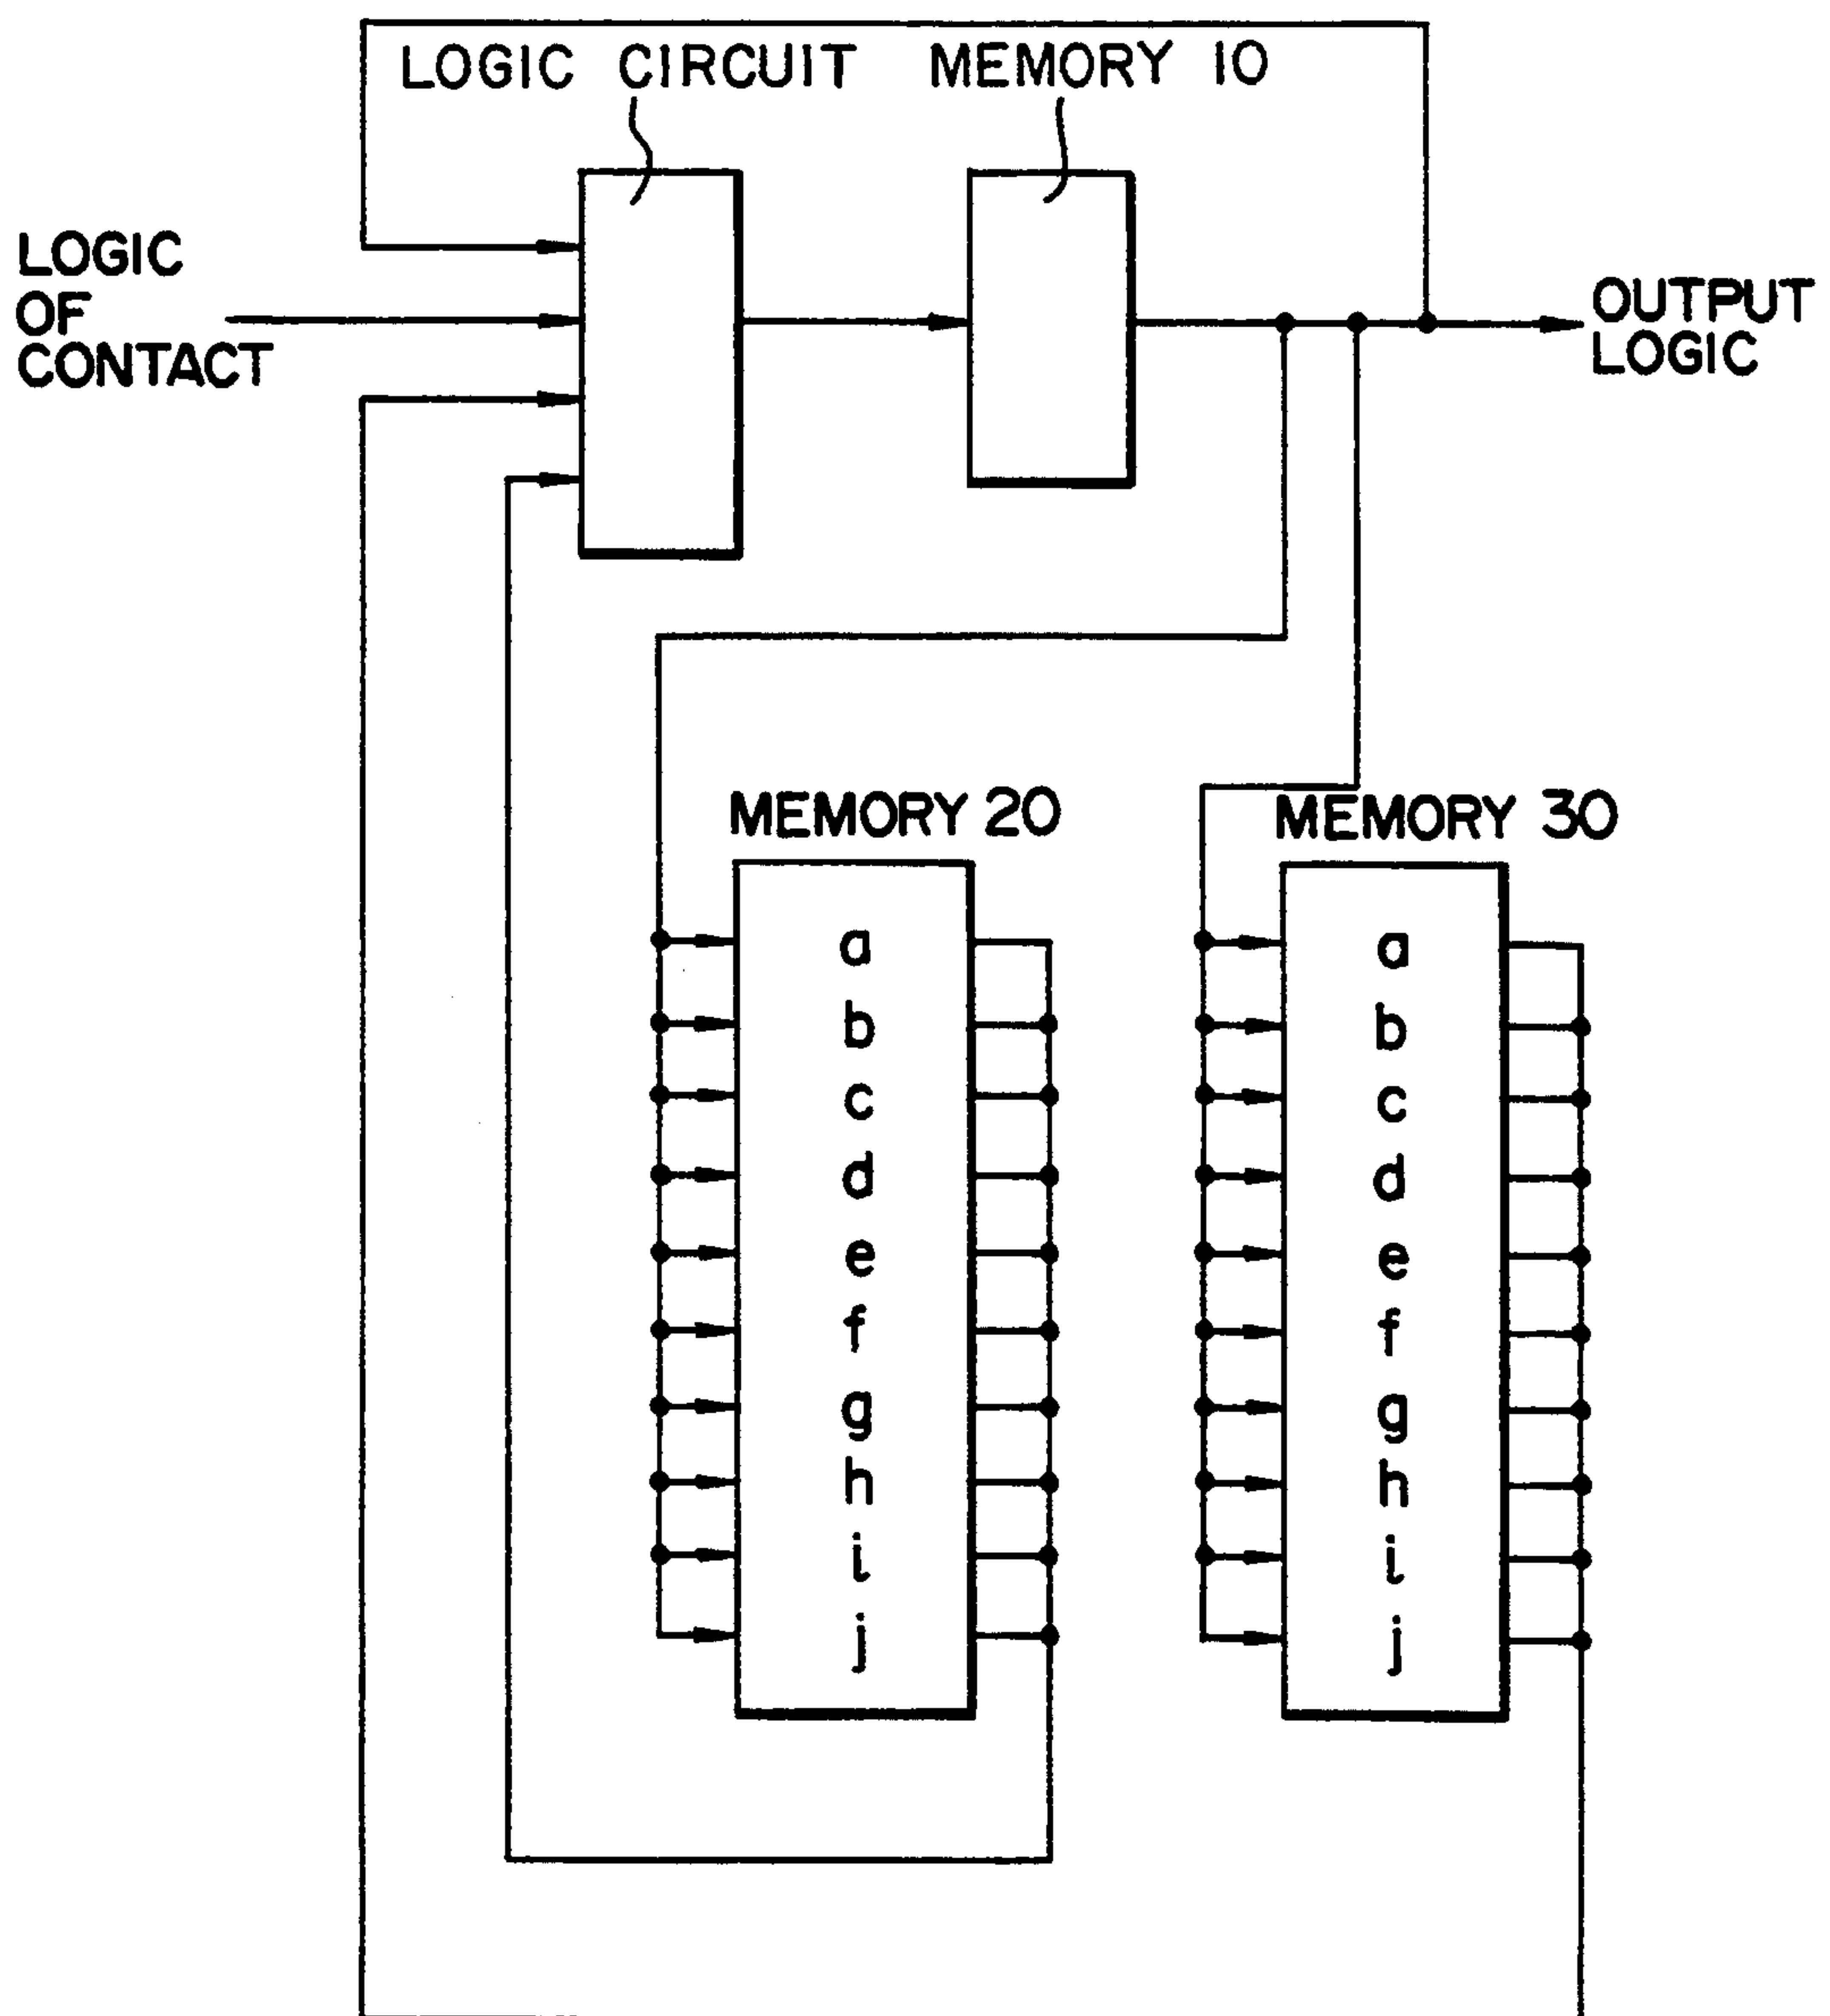 LOGIC CIRCUIT
MEMORY 10
LOGIC
OF
CONTACT
OUTPUT
LOGIC
MEMORY 20
a
b
c
d
e
f
g
h
i
j
MEMORY 30
a
b
c
d
e
f
g
h
i
j